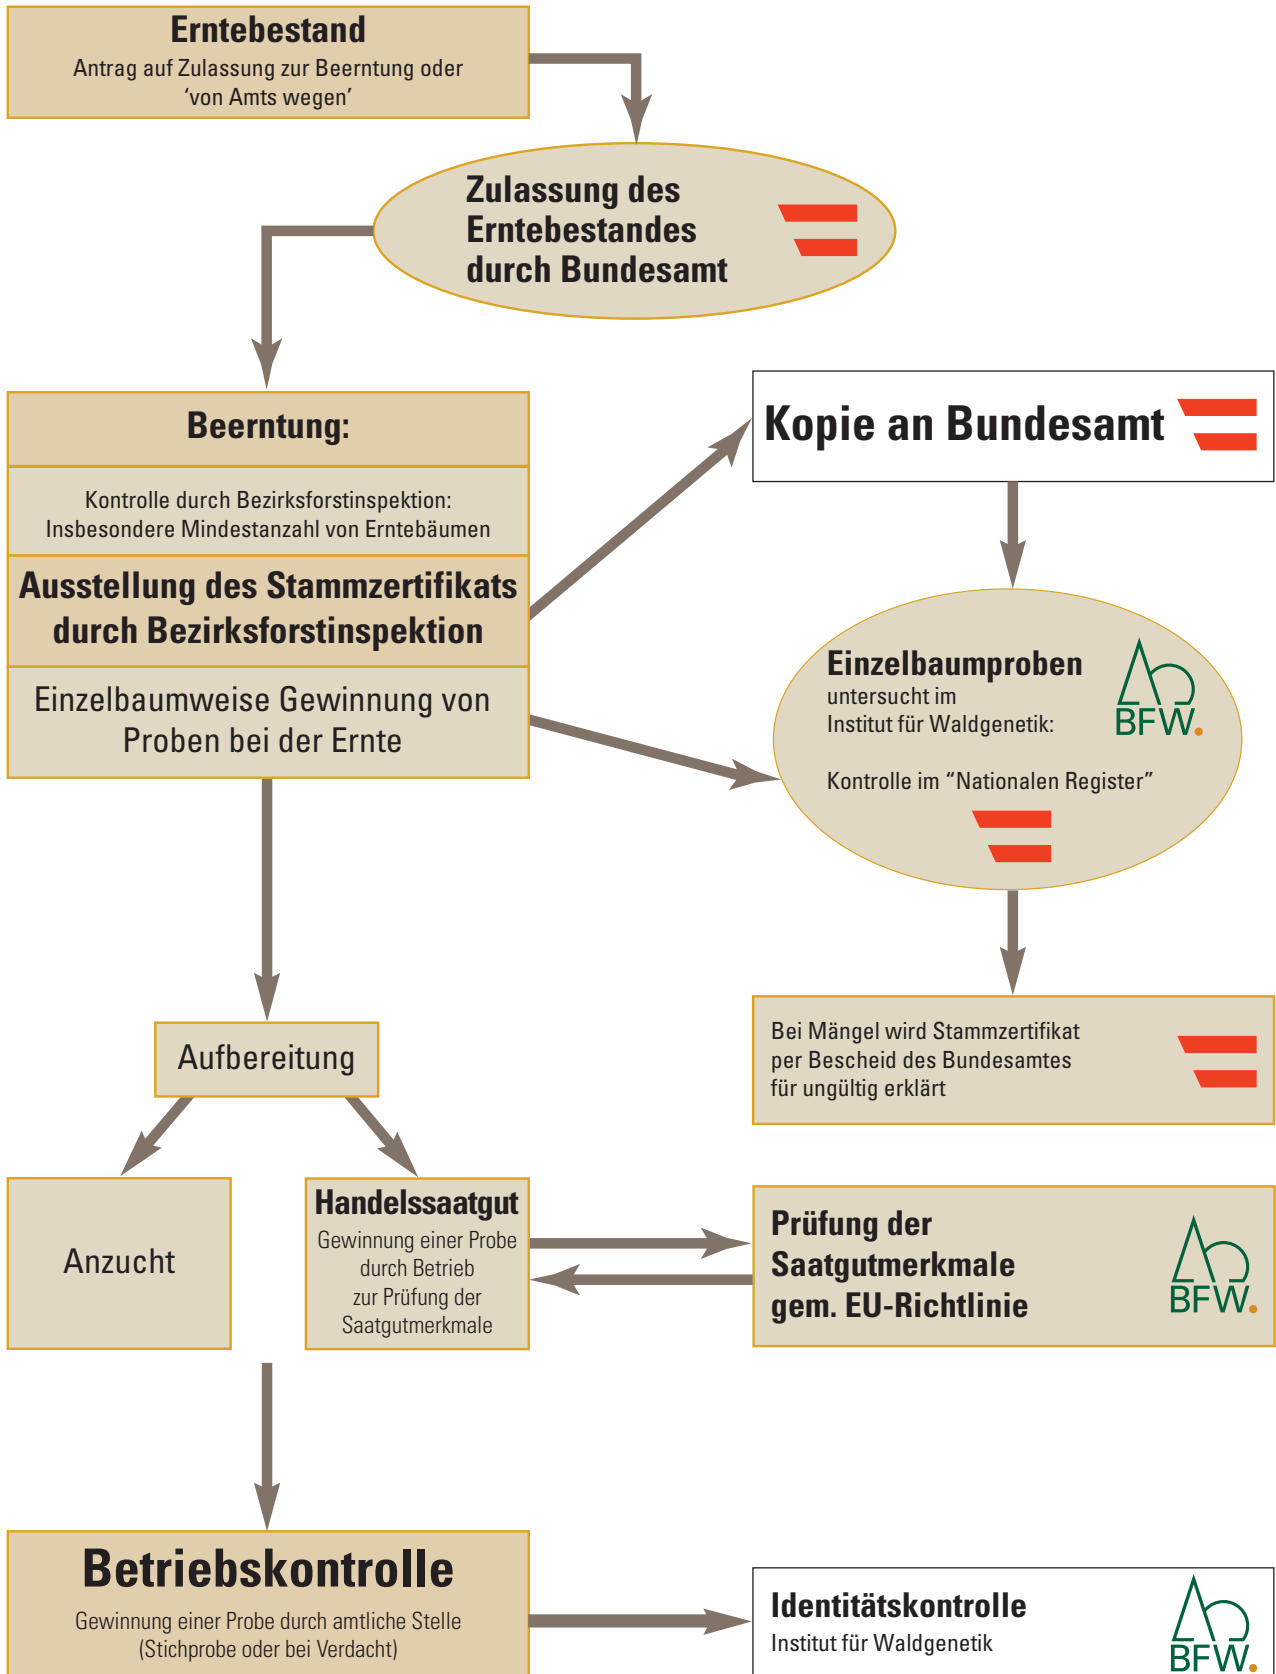 Erntebestand
Antrag auf Zulassung zur Beerntung oder
‘von Amts wegen’
Zulassung des
Erntebestandes
durch Bundesamt
Beerntung:
Kontrolle durch Bezirksforstinspektion:
Insbesondere Mindestanzahl von Erntebäumen
Ausstellung des Stammzertifikats
durch Bezirksforstinspektion
Einzelbaumweise Gewinnung von
Proben bei der Ernte
Kopie an Bundesamt
Einzelbaumproben
untersucht im
Institut für Waldgenetik:
BFW.
Kontrolle im “Nationalen Register”
Bei Mängel wird Stammzertifikat
per Bescheid des Bundesamtes
für ungültig erklärt
Aufbereitung
Anzucht
Handelssaatgut
Gewinnung einer Probe
durch Betrieb
zur Prüfung der
Saatgutmerkmale
Prüfung der
Saatgutmerkmale
gem. EU-Richtlinie
BFW.
Betriebskontrolle
Gewinnung einer Probe durch amtliche Stelle
(Stichprobe oder bei Verdacht)
Identitätskontrolle
Institut für Waldgenetik
BFW.